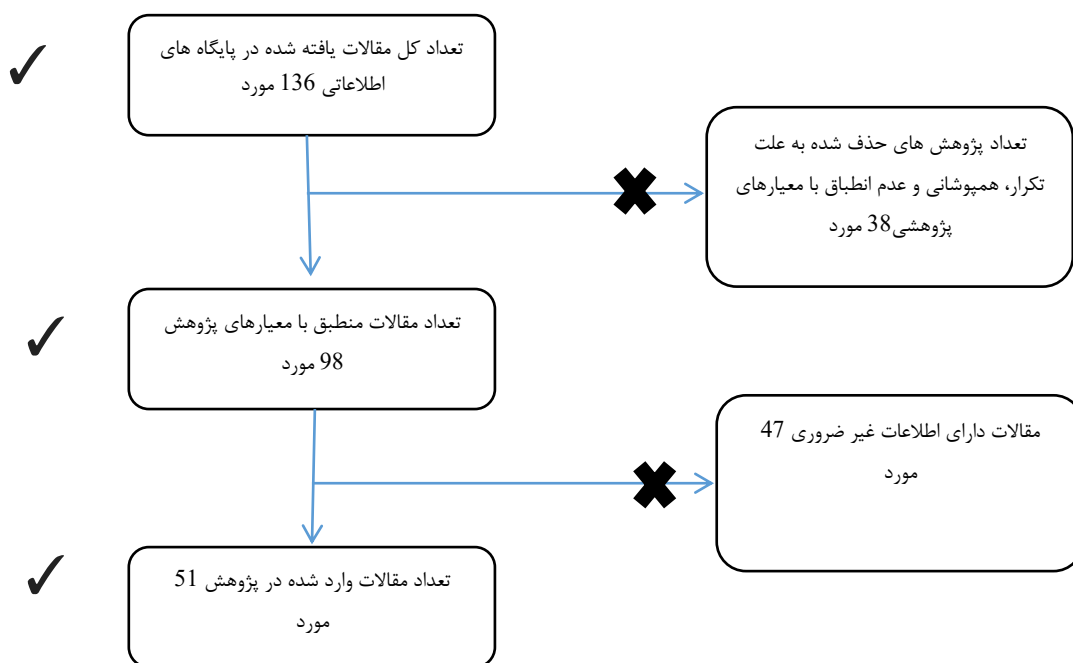 تعداد کل مقالات یافته شده در پایگاه های
اطلاعاتی 136 مورد
تعداد پژوهش های حذف شده به علت
تکرار، همپوشانی و عدم انطباق با معیارهای
پژوهشی38 مورد
تعداد مقالات منطبق با معیارهای پژوهش
98 مورد
مقالات دارای اطلاعات غیر ضروری 47
مورد
تعداد مقالات وارد شده در پژوهش 51
مورد